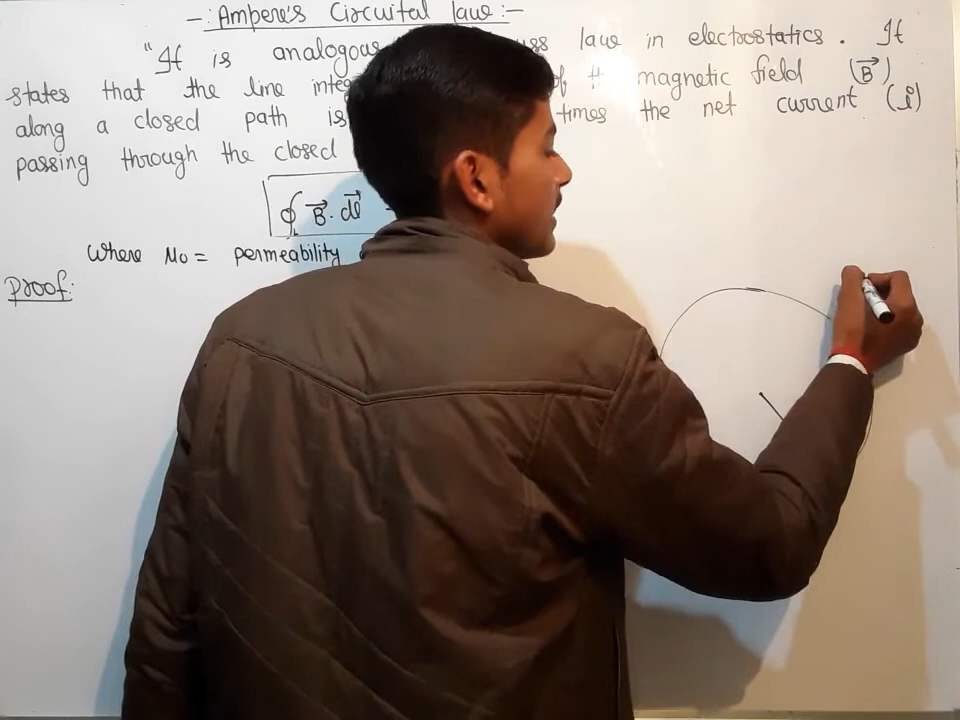 -: Ampere's Circuital law :-
"It is analogous law in electrostatics. It
states that the line of magnetic field (B⃗)
along a closed path is times the net current (i)
passing through the closed
∮ B⃗. dl⃗
where μ₀ = permeability
Proof: